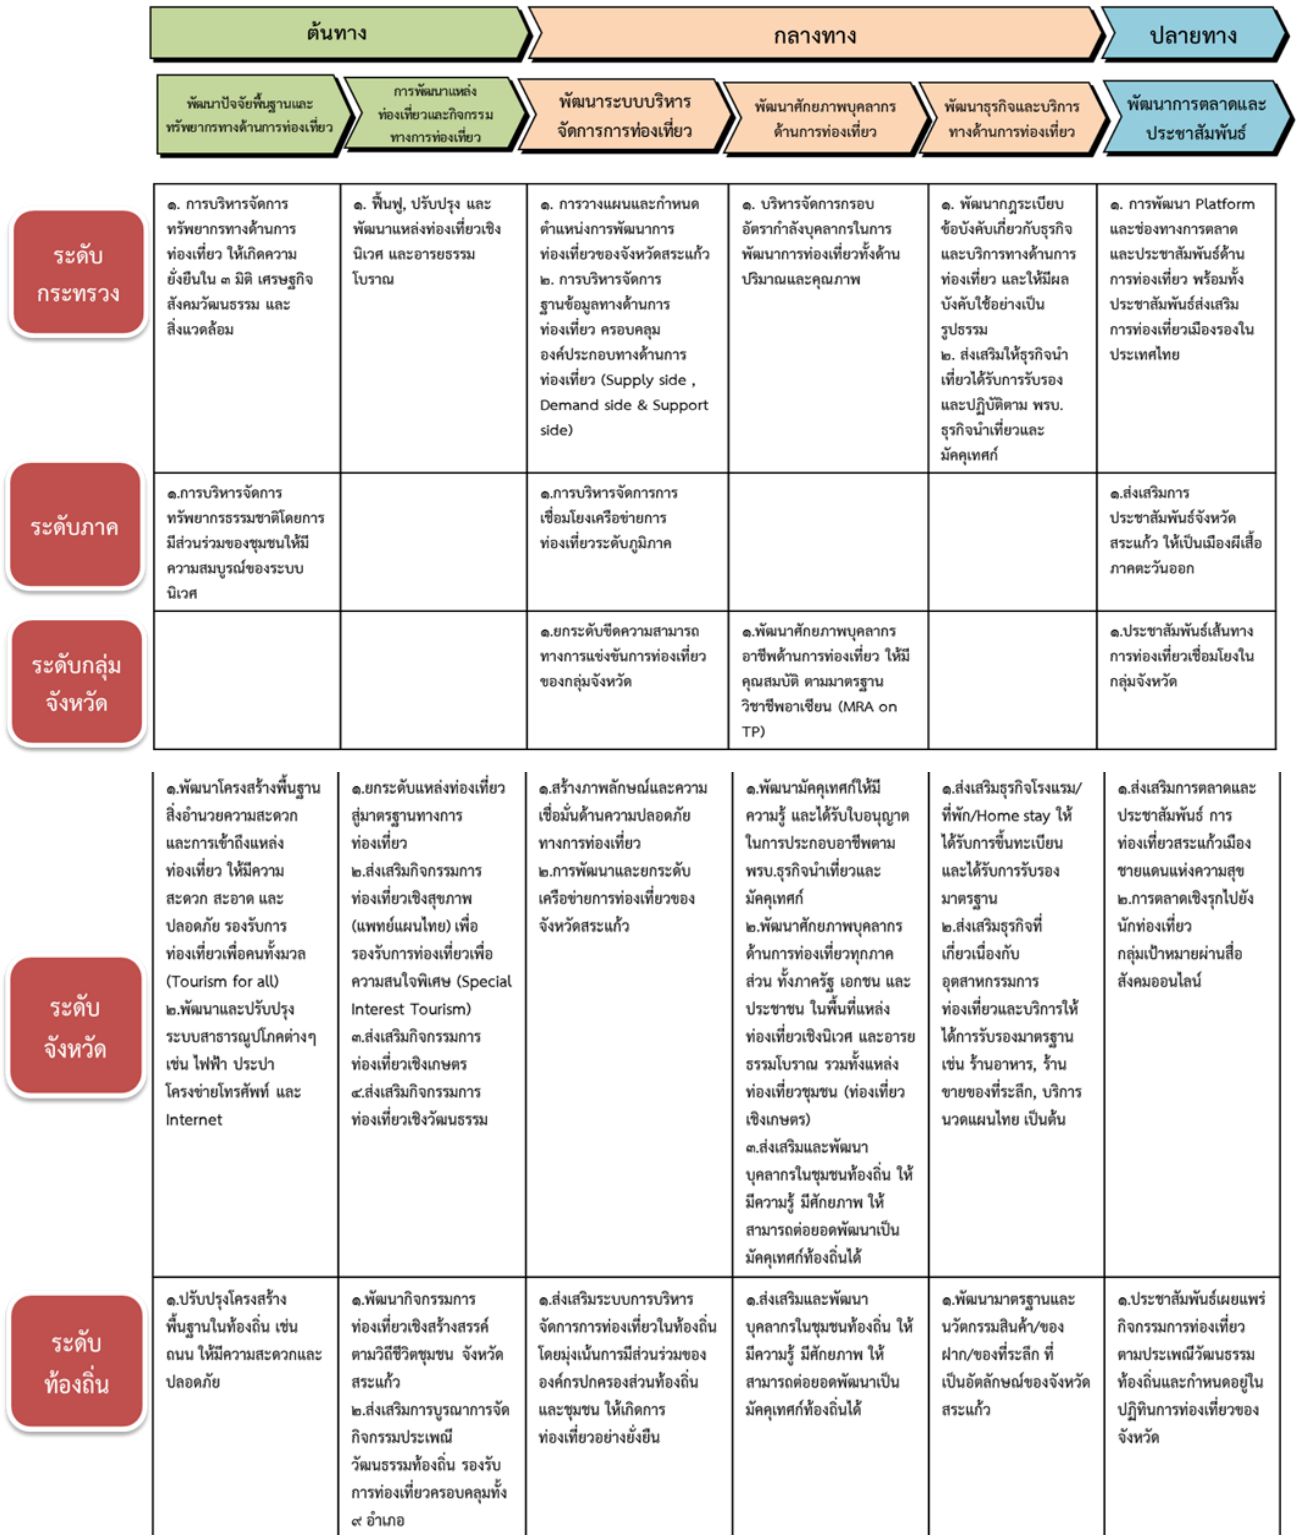 ต้นทาง
กลางทาง
ปลายทาง
พัฒนาปัจจัยพื้นฐานและ
ทรัพยากรทางด้านการท่องเที่ยว
การพัฒนาแหล่ง
ท่องเที่ยวและกิจกรรม
ทางการท่องเที่ยว
พัฒนาระบบบริหาร
จัดการการท่องเที่ยว
พัฒนาศักยภาพบุคลากร
ด้านการท่องเที่ยว
พัฒนาธุรกิจและบริการ
ทางด้านการท่องเที่ยว
พัฒนาการตลาดและ
ประชาสัมพันธ์
ระดับ
กระทรวง
๑. การบริหารจัดการ
ทรัพยากรทางด้านการ
ท่องเที่ยว ให้เกิดความ
ยั่งยืนใน ๓ มิติ เศรษฐกิจ
สังคมวัฒนธรรม และ
สิ่งแวดล้อม
๑. ฟื้นฟู, ปรับปรุง และ
พัฒนาแหล่งท่องเที่ยวเชิง
นิเวศ และอารยธรรม
โบราณ
๑. การวางแผนและกำหนด
ตำแหน่งการพัฒนาการ
ท่องเที่ยวของจังหวัดสระแก้ว
๒. การบริหารจัดการ
ฐานข้อมูลทางด้านการ
ท่องเที่ยว ครอบคลุม
องค์ประกอบทางด้านการ
ท่องเที่ยว (Supply side ,
Demand side & Support
side)
๑. บริหารจัดการกรอบ
อัตรากำลังบุคลากรในการ
พัฒนาการท่องเที่ยวทั้งด้าน
ปริมาณและคุณภาพ
๑. พัฒนากฎระเบียบ
ข้อบังคับเกี่ยวกับธุรกิจ
และบริการทางด้านการ
ท่องเที่ยว และให้มีผล
บังคับใช้อย่างเป็น
รูปธรรม
๒. ส่งเสริมให้ธุรกิจนำ
เที่ยวได้รับการรับรอง
และปฏิบัติตาม พรบ.
ธุรกิจนำเที่ยวและ
มัคคุเทศก์
๑. การพัฒนา Platform
และช่องทางการตลาด
และประชาสัมพันธ์ด้าน
การท่องเที่ยว พร้อมทั้ง
ประชาสัมพันธ์ส่งเสริม
การท่องเที่ยวเมืองรองใน
ประเทศไทย
ระดับภาค
๑.การบริหารจัดการ
ทรัพยากรธรรมชาติโดยการ
มีส่วนร่วมของชุมชนให้มี
ความสมบูรณ์ของระบบ
นิเวศ
๑.การบริหารจัดการการ
เชื่อมโยงเครือข่ายการ
ท่องเที่ยวระดับภูมิภาค
๑.ส่งเสริมการ
ประชาสัมพันธ์จังหวัด
สระแก้ว ให้เป็นเมืองผีเสื้อ
ภาคตะวันออก
ระดับกลุ่ม
จังหวัด
๑.ยกระดับขีดความสามารถ
ทางการแข่งขันการท่องเที่ยว
ของกลุ่มจังหวัด
๑.พัฒนาศักยภาพบุคลากร
อาชีพด้านการท่องเที่ยว ให้มี
คุณสมบัติ ตามมาตรฐาน
วิชาชีพอาเซียน (MRA on
TP)
๑.ประชาสัมพันธ์เส้นทาง
การท่องเที่ยวเชื่อมโยงใน
กลุ่มจังหวัด
ระดับ
จังหวัด
๑.พัฒนาโครงสร้างพื้นฐาน
สิ่งอำนวยความสะดวก
และการเข้าถึงแหล่ง
ท่องเที่ยว ให้มีความ
สะดวก สะอาด และ
ปลอดภัย รองรับการ
ท่องเที่ยวเพื่อคนทั้งมวล
(Tourism for all)
๒.พัฒนาและปรับปรุง
ระบบสาธารณูปโภคต่างๆ
เช่น ไฟฟ้า ประปา
โครงข่ายโทรศัพท์ และ
Internet
๑.ยกระดับแหล่งท่องเที่ยว
สู่มาตรฐานทางการ
ท่องเที่ยว
๒.ส่งเสริมกิจกรรมการ
ท่องเที่ยวเชิงสุขภาพ
(แพทย์แผนไทย) เพื่อ
รองรับการท่องเที่ยวเพื่อ
ความสนใจพิเศษ (Special
Interest Tourism)
๓.ส่งเสริมกิจกรรมการ
ท่องเที่ยวเชิงเกษตร
๔.ส่งเสริมกิจกรรมการ
ท่องเที่ยวเชิงวัฒนธรรม
๑.สร้างภาพลักษณ์และความ
เชื่อมั่นด้านความปลอดภัย
ทางการท่องเที่ยว
๒.การพัฒนาและยกระดับ
เครือข่ายการท่องเที่ยวของ
จังหวัดสระแก้ว
๑.พัฒนามัคคุเทศก์ให้มี
ความรู้ และได้รับใบอนุญาต
ในการประกอบอาชีพตาม
พรบ.ธุรกิจนำเที่ยวและ
มัคคุเทศก์
๒.พัฒนาศักยภาพบุคลากร
ด้านการท่องเที่ยวทุกภาค
ส่วน ทั้งภาครัฐ เอกชน และ
ประชาชน ในพื้นที่แหล่ง
ท่องเที่ยวเชิงนิเวศ และอารย
ธรรมโบราณ รวมทั้งแหล่ง
ท่องเที่ยวชุมชน (ท่องเที่ยว
เชิงเกษตร)
๓.ส่งเสริมและพัฒนา
บุคลากรในชุมชนท้องถิ่น ให้
มีความรู้ มีศักยภาพ ให้
สามารถต่อยอดพัฒนาเป็น
มัคคุเทศก์ท้องถิ่นได้
๑.ส่งเสริมธุรกิจโรงแรม/
ที่พัก/Home stay ให้
ได้รับการขึ้นทะเบียน
และได้รับการรับรอง
มาตรฐาน
๒.ส่งเสริมธุรกิจที่
เกี่ยวเนื่องกับ
อุตสาหกรรมการ
ท่องเที่ยวและบริการให้
ได้การรับรองมาตรฐาน
เช่น ร้านอาหาร, ร้าน
ขายของที่ระลึก, บริการ
นวดแผนไทย เป็นต้น
๑.ส่งเสริมการตลาดและ
ประชาสัมพันธ์ การ
ท่องเที่ยวสระแก้วเมือง
ชายแดนแห่งความสุข
๒.การตลาดเชิงรุกไปยัง
นักท่องเที่ยว
กลุ่มเป้าหมายผ่านสื่อ
สังคมออนไลน์
ระดับ
ท้องถิ่น
๑.ปรับปรุงโครงสร้าง
พื้นฐานในท้องถิ่น เช่น
ถนน ให้มีความสะดวกและ
ปลอดภัย
๑.พัฒนากิจกรรมการ
ท่องเที่ยวเชิงสร้างสรรค์
ตามวิถีชีวิตชุมชน จังหวัด
สระแก้ว
๒.ส่งเสริมการบูรณาการจัด
กิจกรรมประเพณี
วัฒนธรรมท้องถิ่น รองรับ
การท่องเที่ยวครอบคลุมทั้ง
๙ อำเภอ
๑.ส่งเสริมระบบการบริหาร
จัดการการท่องเที่ยวในท้องถิ่น
โดยมุ่งเน้นการมีส่วนร่วมของ
องค์กรปกครองส่วนท้องถิ่น
และชุมชน ให้เกิดการ
ท่องเที่ยวอย่างยั่งยืน
๑.ส่งเสริมและพัฒนา
บุคลากรในชุมชนท้องถิ่น ให้
มีความรู้ มีศักยภาพ ให้
สามารถต่อยอดพัฒนาเป็น
มัคคุเทศก์ท้องถิ่นได้
๑.พัฒนามาตรฐานและ
นวัตกรรมสินค้า/ของ
ฝาก/ของที่ระลึก ที่
เป็นอัตลักษณ์ของจังหวัด
สระแก้ว
๑.ประชาสัมพันธ์เผยแพร่
กิจกรรมการท่องเที่ยว
ตามประเพณีวัฒนธรรม
ท้องถิ่นและกำหนดอยู่ใน
ปฏิทินการท่องเที่ยวของ
จังหวัด